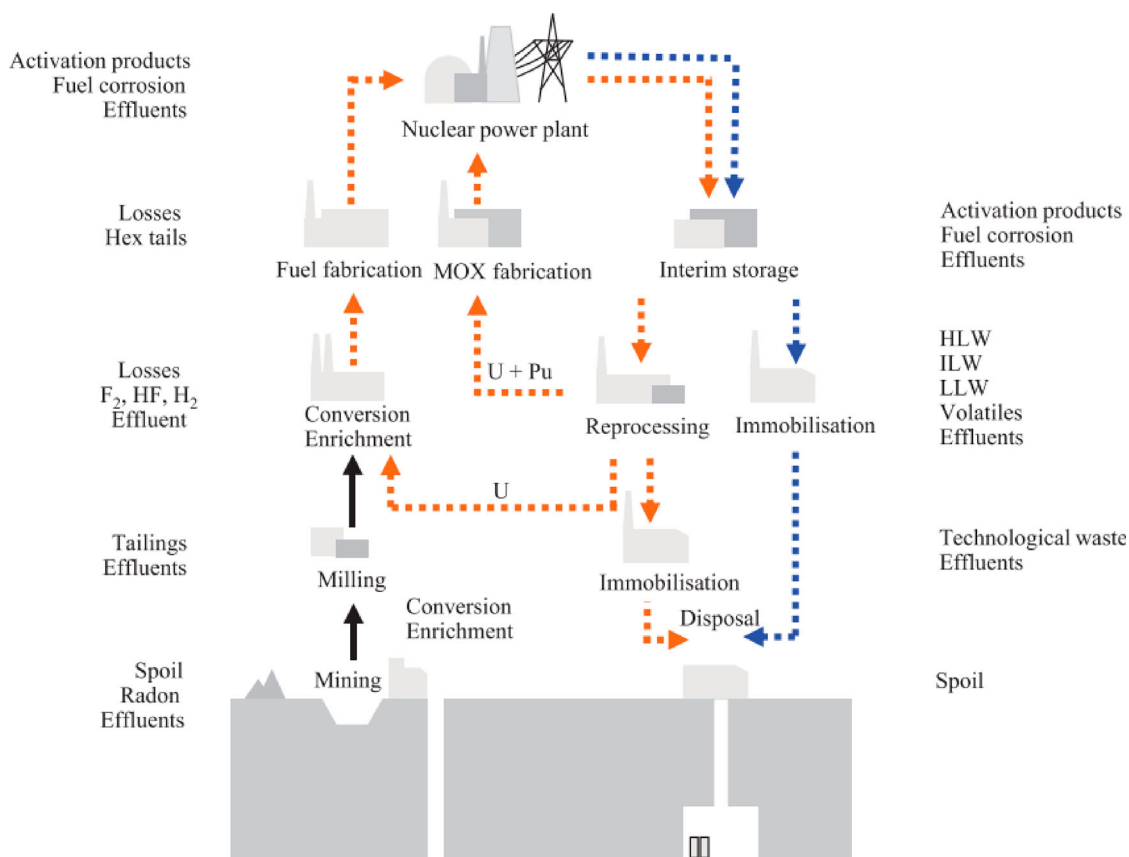 Activation products
Fuel corrosion
Effluents
Nuclear power plant
Losses
Hex tails
Fuel fabrication
MOX fabrication
Interim storage
Activation products
Fuel corrosion
Effluents
Losses
F₂, HF, H₂
Effluent
Conversion
Enrichment
U + Pu
Reprocessing
Immobilisation
HLW
ILW
LLW
Volatiles
Effluents
U
Tailings
Effluents
Milling
Immobilisation
Technological waste
Effluents
Conversion
Enrichment
Disposal
Spoil
Radon
Effluents
Mining
Spoil